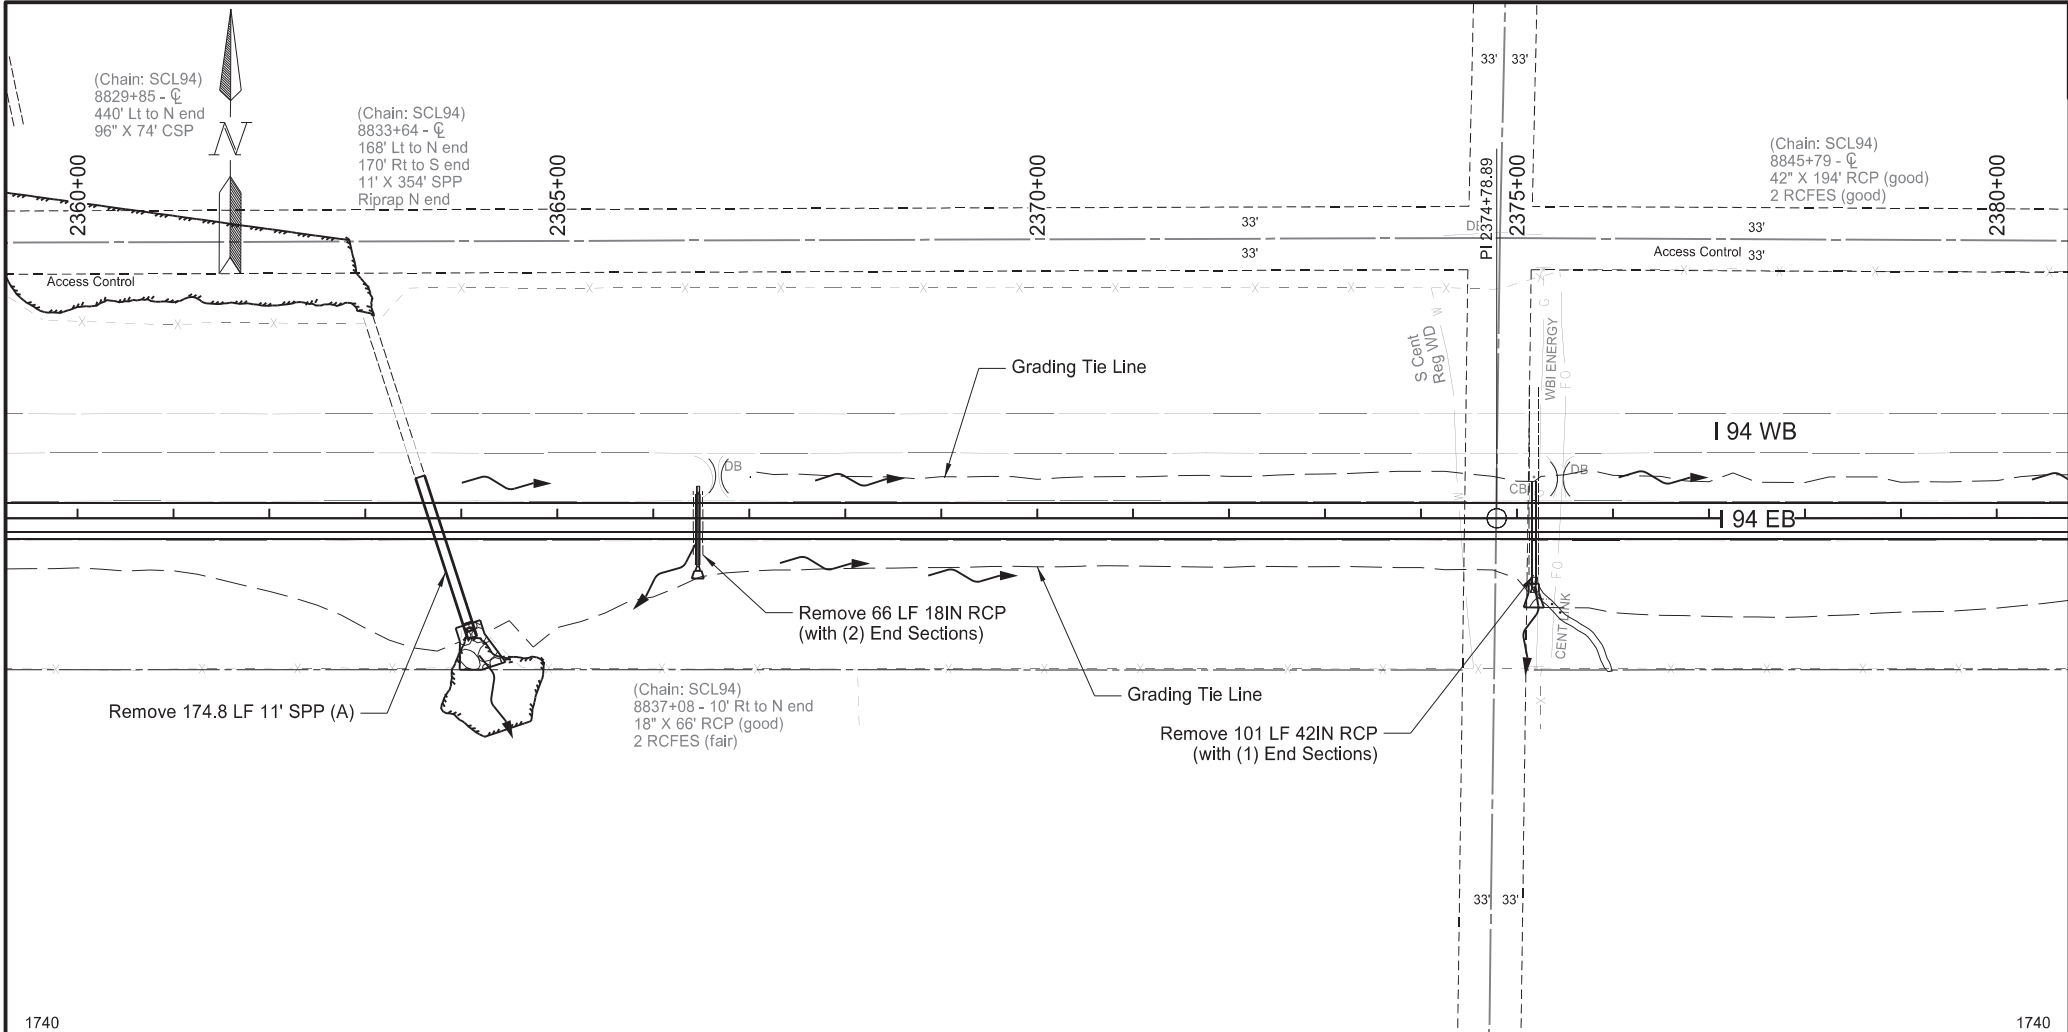 (Chain: SCL94)
8829+85 - ℄
440' Lt to N end
96" X 74' CSP
N
(Chain: SCL94)
8833+64 - ℄
168' Lt to N end
170' Rt to S end
11' X 354' SPP
Riprap N end
33'
33'
(Chain: SCL94)
8845+79 - ℄
42" X 194' RCP (good)
2 RCFES (good)
2360+00
2365+00
2370+00
PI 2374+78.89
2375+00
2380+00
33'
33'
33'
Access Control
33'
Access Control
S Cent
Reg WD
W
G
WBI ENERGY
FO
Grading Tie Line
I 94 WB
DB
DB
CB
W
I 94 EB
FO
CENT
Remove 66 LF 18IN RCP
(with (2) End Sections)
(Chain: SCL94)
8837+08 - 10' Rt to N end
18" X 66' RCP (good)
2 RCFES (fair)
Remove 174.8 LF 11' SPP (A)
Grading Tie Line
Remove 101 LF 42IN RCP
(with (1) End Sections)
33'
33'
1740
1740